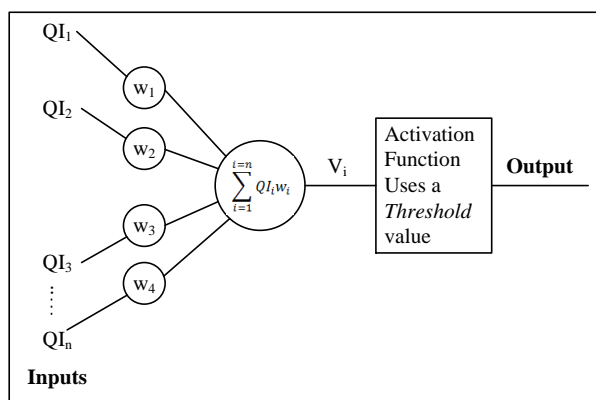 QI1
w1
QI2
w2
i=n
∑ QIiwi
i=1
Vi
Activation
Function
Uses a
Threshold
value
Output
w3
QI3
w4
QIn
Inputs